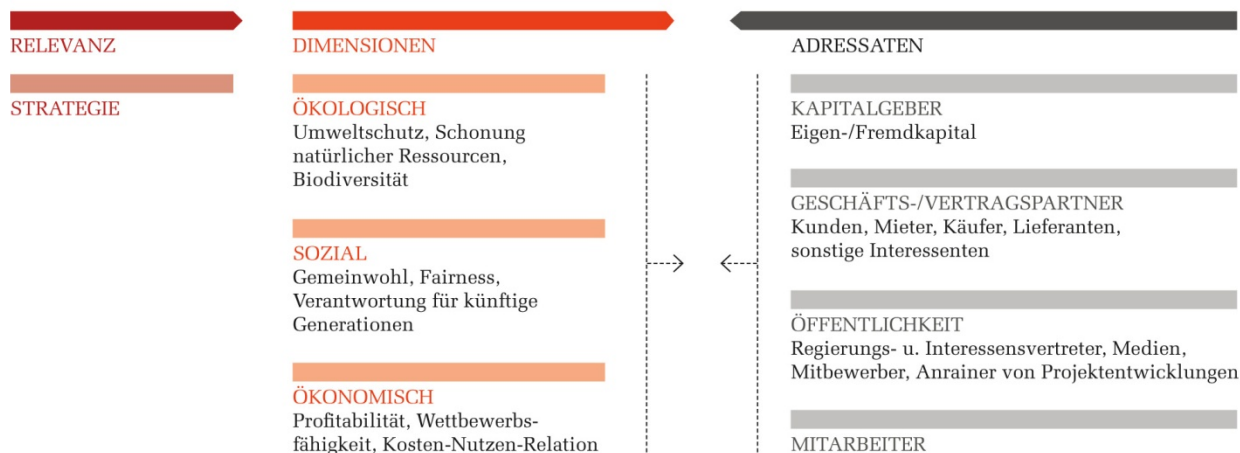 RELEVANZ
STRATEGIE
DIMENSIONEN
ÖKOLOGISCH
Umweltschutz, Schonung
natürlicher Ressourcen,
Biodiversität
SOZIAL
Gemeinwohl, Fairness,
Verantwortung für künftige
Generationen
ÖKONOMISCH
Profitabilität, Wettbewerbs-
fähigkeit, Kosten-Nutzen-Relation
ADRESSATEN
KAPITALGEBER
Eigen-/Fremdkapital
GESCHÄFTS-/VERTRAGSPARTNER
Kunden, Mieter, Käufer, Lieferanten,
sonstige Interessenten
ÖFFENTLICHKEIT
Regierungs- u. Interessensvertreter, Medien,
Mitbewerber, Anrainer von Projektentwicklungen
MITARBEITER